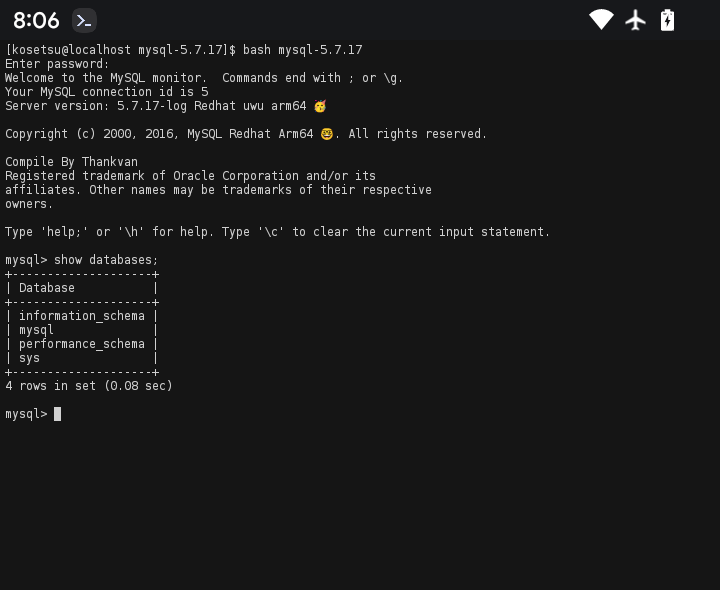 8:06
[kosetsu@localhost mysql-5.7.17]$ bash mysql-5.7.17
Enter password:
Welcome to the MySQL monitor.  Commands end with ; or \g.
Your MySQL connection id is 5
Server version: 5.7.17-log Redhat uwu arm64 🥳
Copyright (c) 2000, 2016, MySQL Redhat Arm64 🤓. All rights reserved.
Compile By Thankvan
Registered trademark of Oracle Corporation and/or its
affiliates. Other names may be trademarks of their respective
owners.
Type 'help;' or '\h' for help. Type '\c' to clear the current input statement.
mysql> show databases;
+--------------------+
| Database           |
+--------------------+
| information_schema |
| mysql              |
| performance_schema |
| sys                |
+--------------------+
4 rows in set (0.08 sec)
mysql>